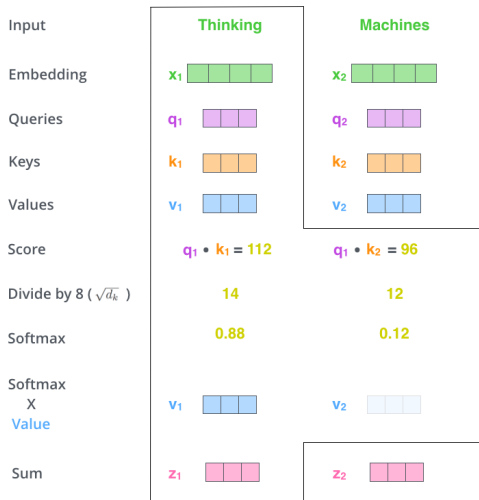 Input Thinking Machines
Embedding x₁ x₂
Queries q₁ q₂
Keys k₁ k₂
Values v₁ v₂
Score q₁ • k₁ = 112 q₁ • k₂ = 96
Divide by 8 ( √dₖ ) 14 12
Softmax 0.88 0.12
Softmax
X v₁ v₂
Value
Sum z₁ z₂